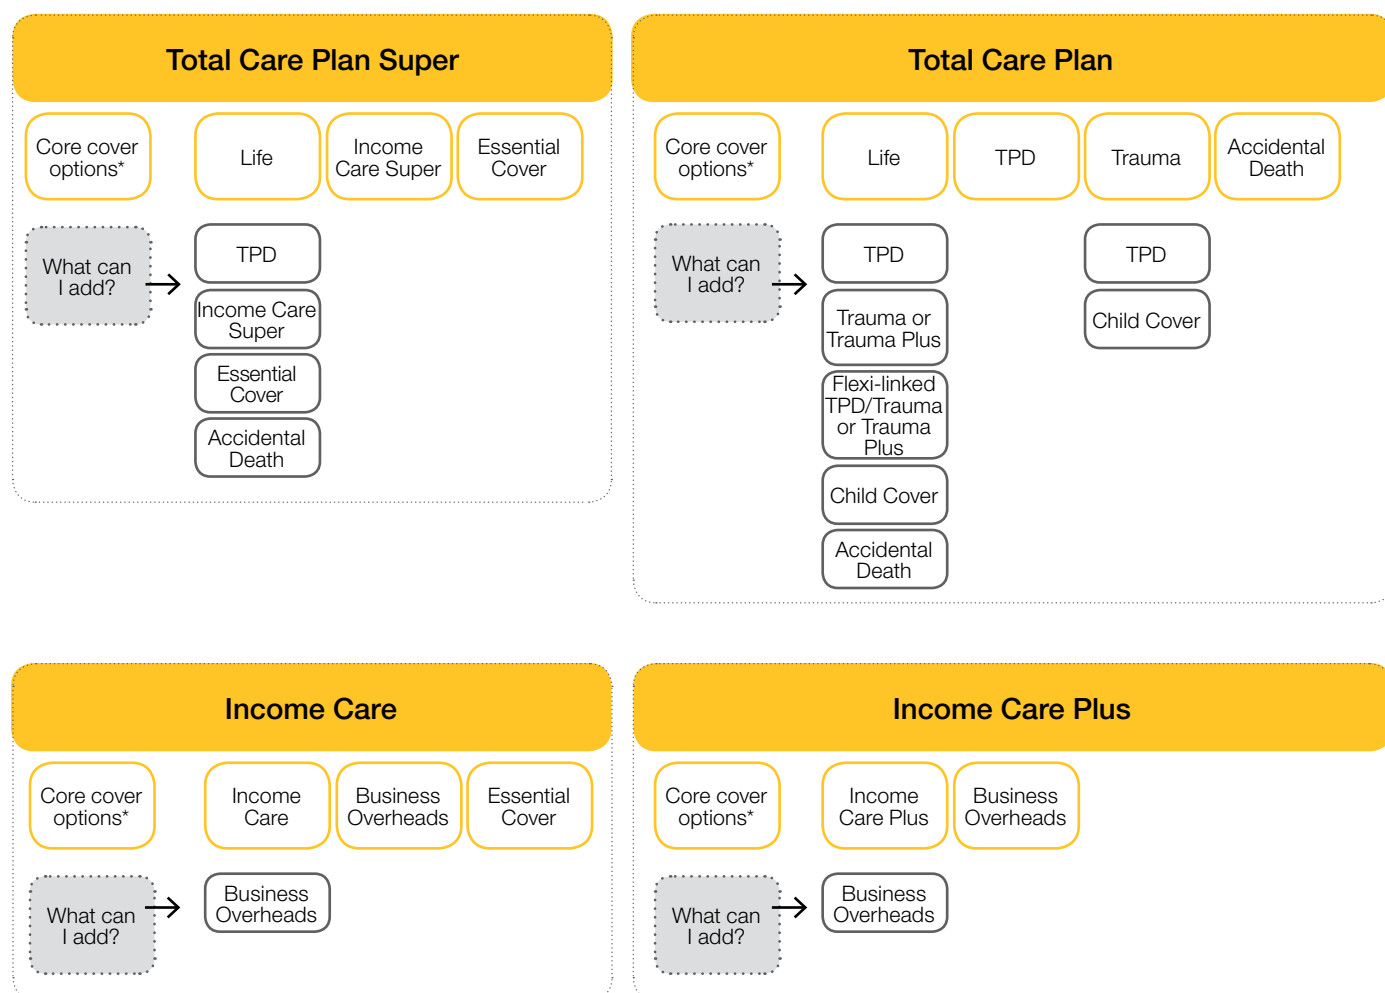 Total Care Plan Super
Core cover
options*
Life
Income
Care Super
Essential
Cover
What can
I add?
TPD
Income Care
Super
Essential
Cover
Accidental
Death
Total Care Plan
Core cover
options*
Life
TPD
Trauma
Accidental
Death
What can
I add?
TPD
Trauma or
Trauma Plus
Flexi-linked
TPD/Trauma
or Trauma
Plus
Child Cover
Accidental
Death
TPD
Child Cover
Income Care
Core cover
options*
Income
Care
Business
Overheads
Essential
Cover
What can
I add?
Business
Overheads
Income Care Plus
Core cover
options*
Income
Care Plus
Business
Overheads
What can
I add?
Business
Overheads